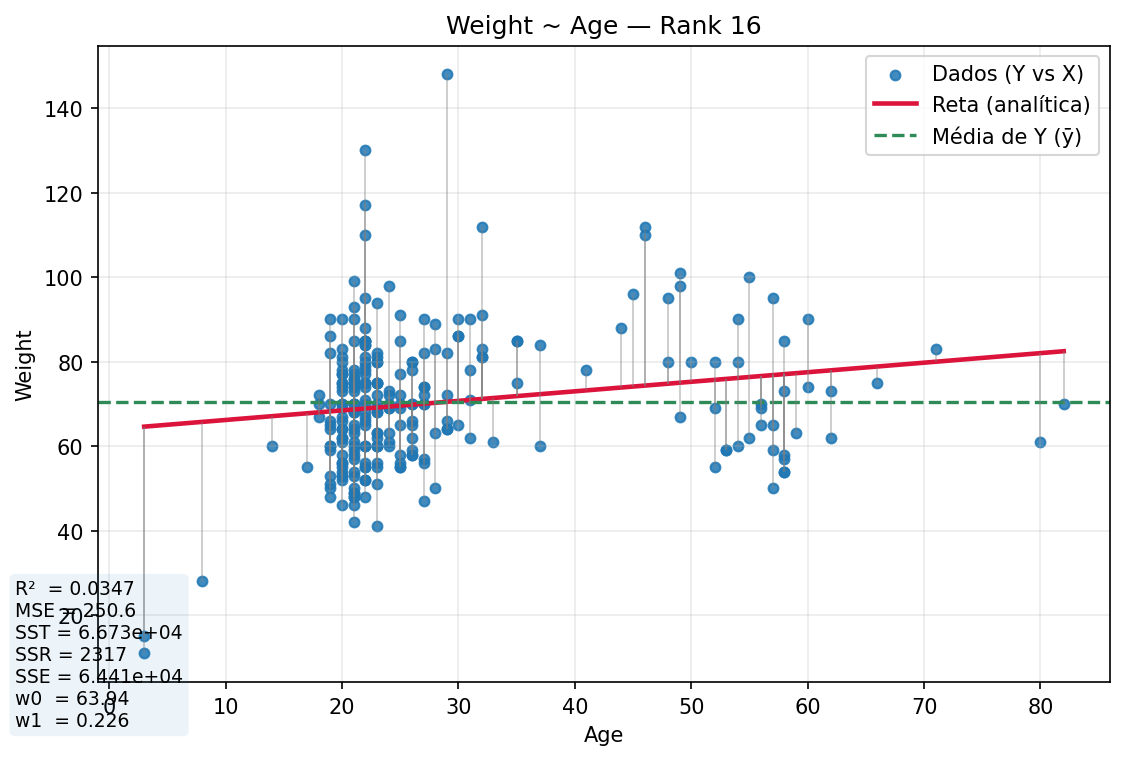 Weight ~ Age — Rank 16
Dados (Y vs X)
Reta (analítica)
Média de Y (ȳ)
Weight
140
120
100
80
60
40
20
R² = 0.0347
MSE = 250.6
SST = 6.673e+04
SSR = 2317
SSE = 6.441e+04
w0 = 63.94
w1 = 0.226
0 10 20 30 40 50 60 70 80
Age